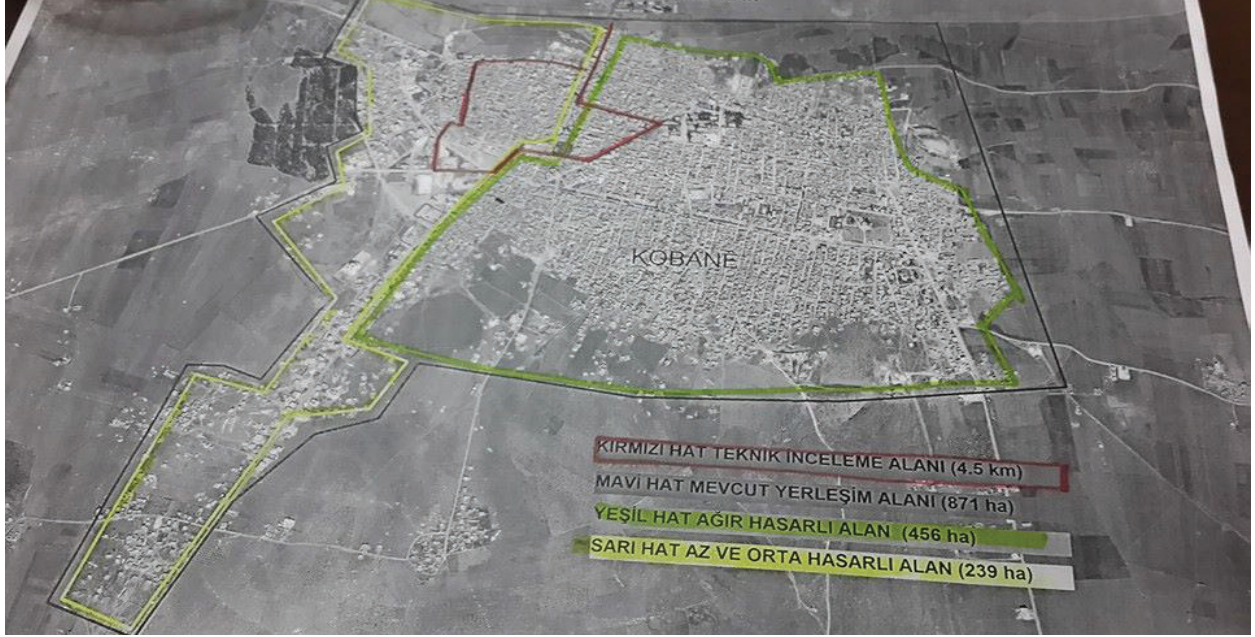 KOBANE
KIRMIZI HAT TEKNİK İNCELEME ALANI (4.5 km)
MAVİ HAT MEVCUT YERLEŞİM ALANI (871 ha)
YEŞİL HAT AĞIR HASARLI ALAN (456 ha)
SARI HAT AZ VE ORTA HASARLI ALAN (239 ha)